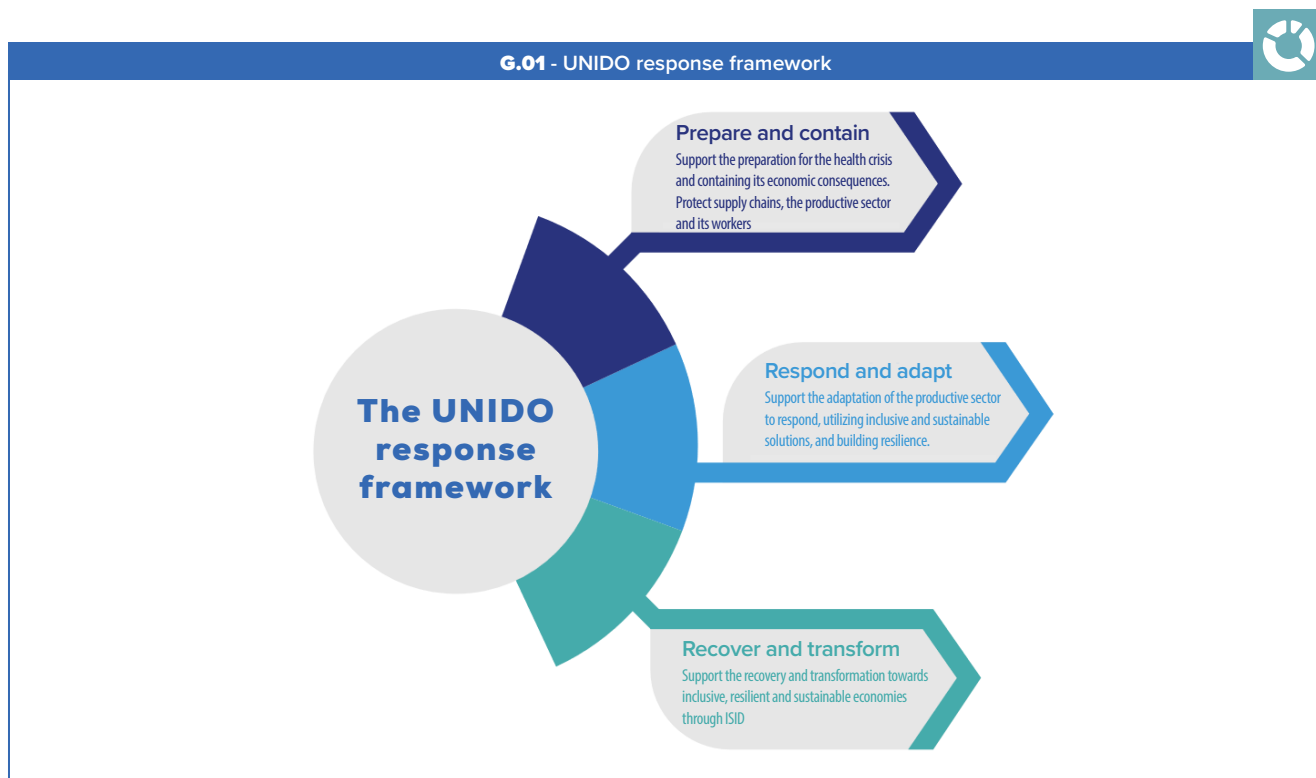 G.01 - UNIDO response framework
Prepare and contain
Support the preparation for the health crisis
and containing its economic consequences.
Protect supply chains, the productive sector
and its workers
The UNIDO
response
framework
Respond and adapt
Support the adaptation of the productive sector
to respond, utilizing inclusive and sustainable
solutions, and building resilience.
Recover and transform
Support the recovery and transformation towards
inclusive, resilient and sustainable economies
through ISID